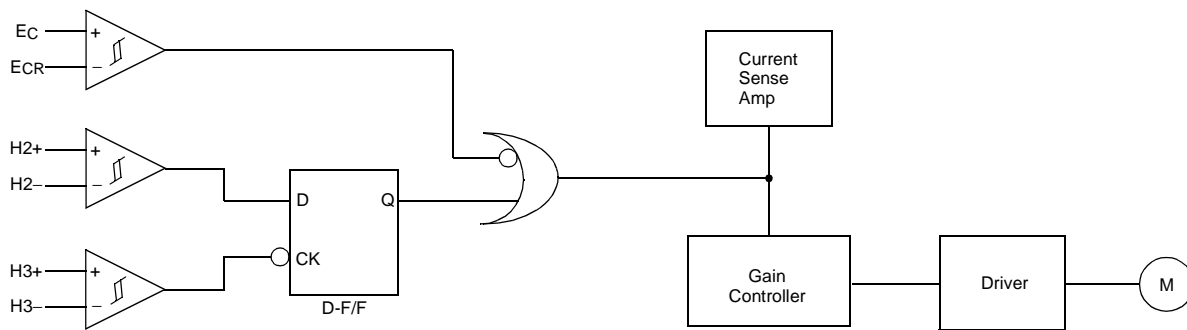 EC
+
ECR
−
Current
Sense
Amp
H2+
+
H2−
−
D
Q
CK
D-F/F
H3+
+
H3−
−
Gain
Controller
Driver
M